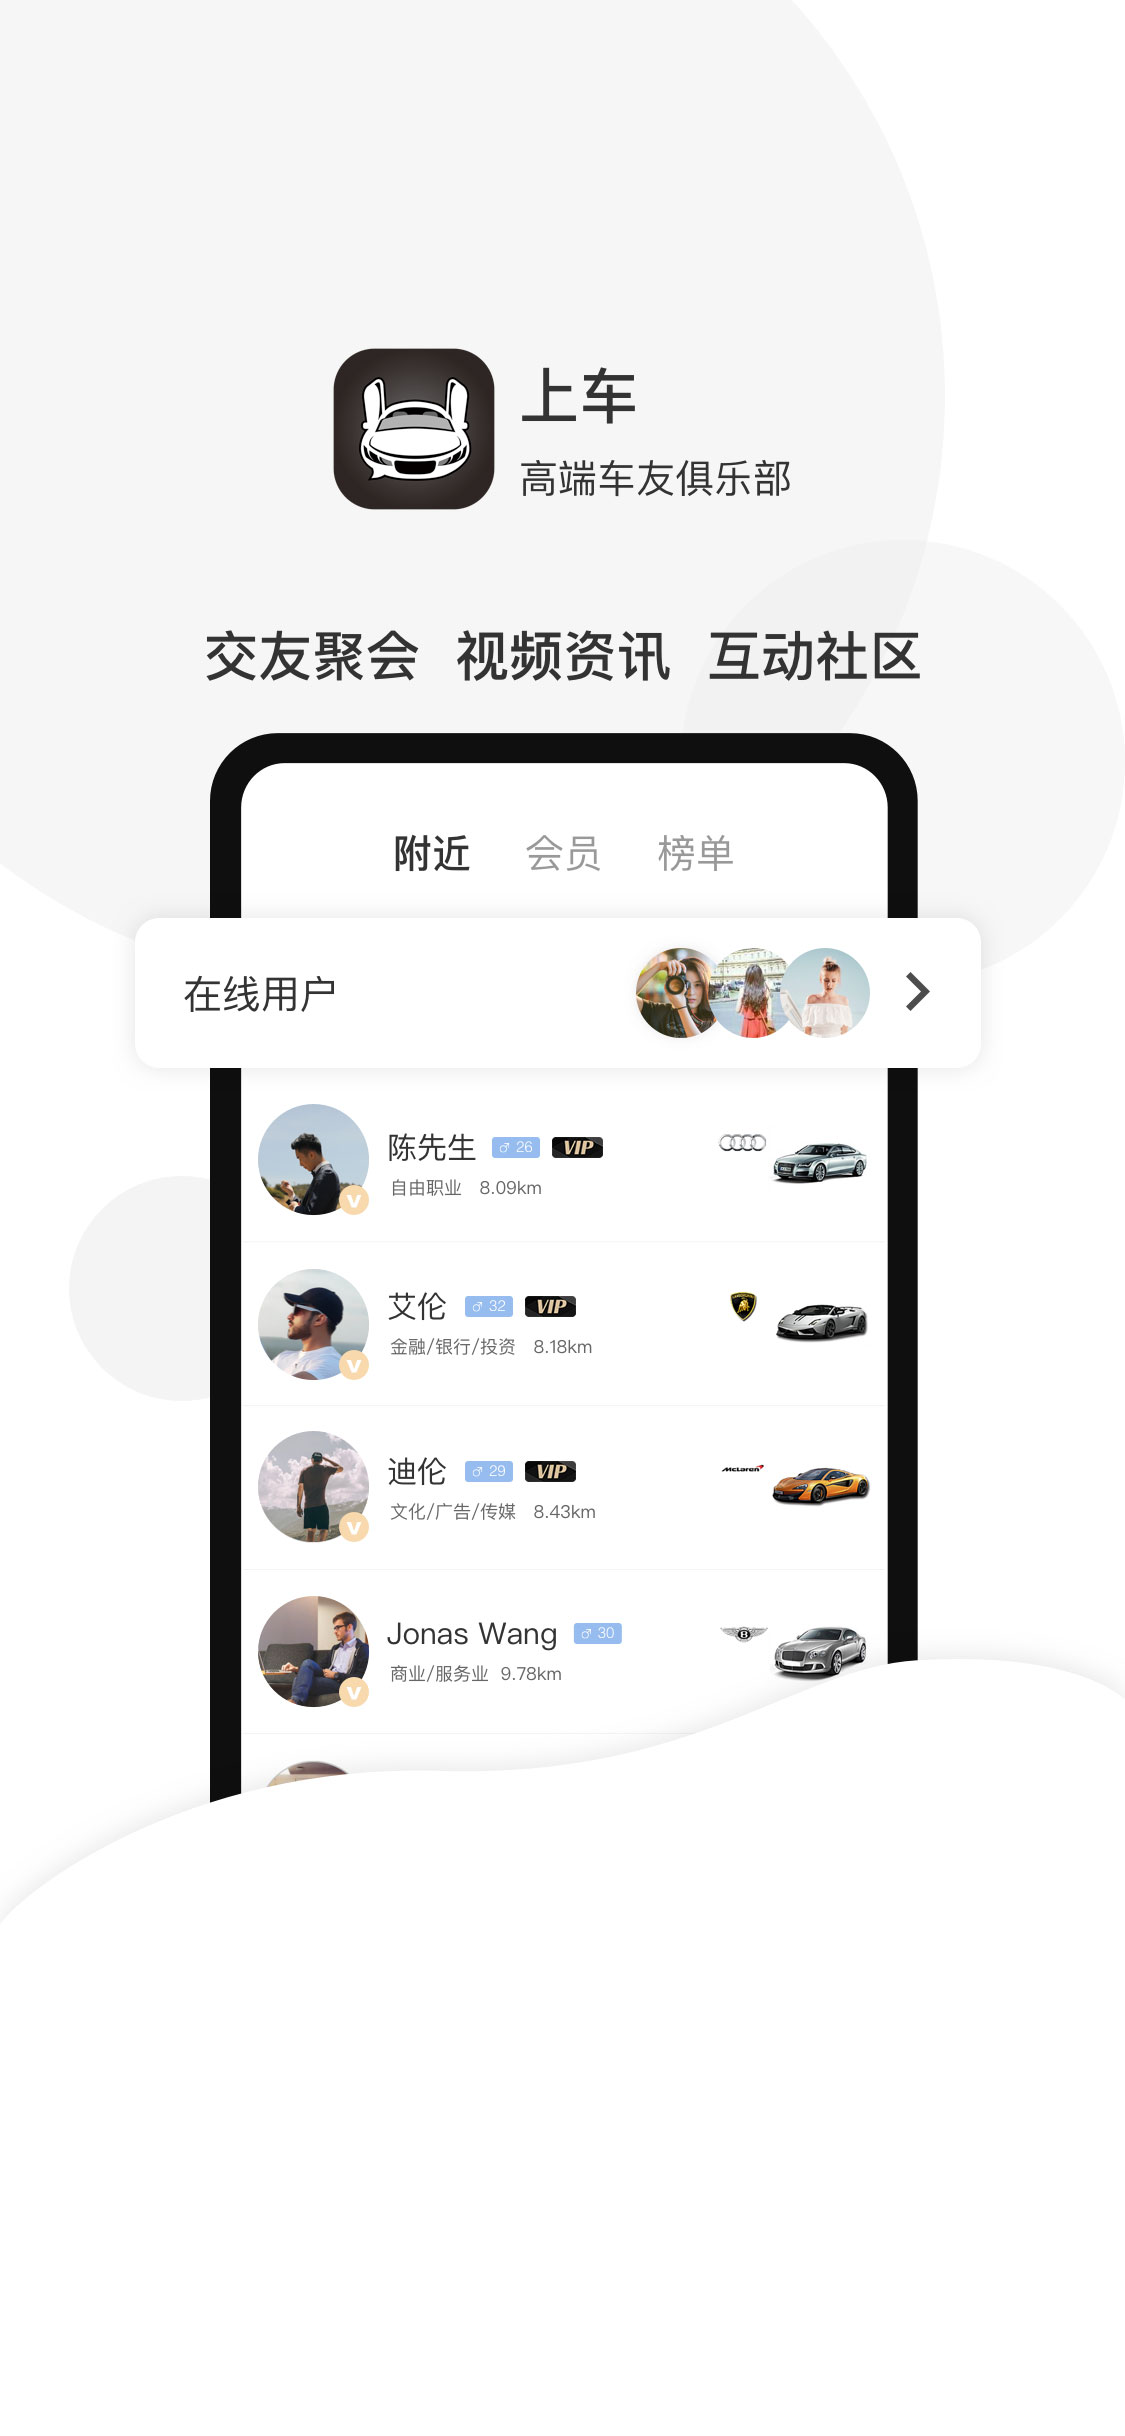 上车
高端车友俱乐部
交友聚会 视频资讯 互动社区
附近 会员 榜单
在线用户
陈先生 ♂ 26 VIP
自由职业 8.09km
V
艾伦 ♂ 32 VIP
金融/银行/投资 8.18km
V
迪伦 ♂ 29 VIP
McLaren
文化/广告/传媒 8.43km
V
Jonas Wang ♂ 30
B
商业/服务业 9.78km
V